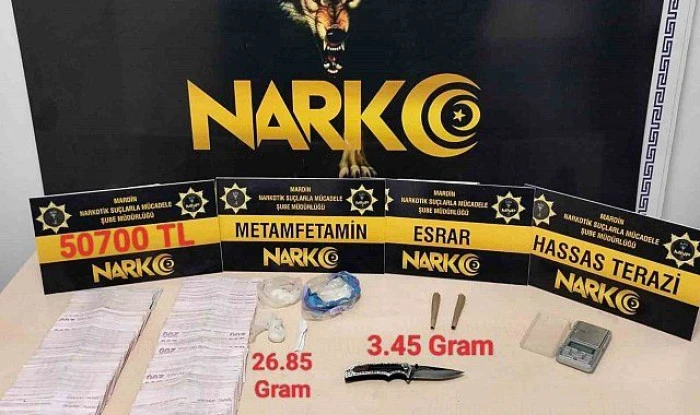 NARKO
MARDİN
NARKOTİK SUÇLARLA MÜCADELE
ŞUBE MÜDÜRLÜĞÜ
50700 TL
NARKO
MARDİN
NARKOTİK SUÇLARLA MÜCADELE
ŞUBE MÜDÜRLÜĞÜ
METAMFETAMİN
NARKO
MARDİN
NARKOTİK SUÇLARLA MÜCADELE
ŞUBE MÜDÜRLÜĞÜ
ESRAR
NARKO
MARDİN
NARKOTİK SUÇLARLA MÜCADELE
ŞUBE MÜDÜRLÜĞÜ
HASSAS TERAZİ
NARKO
26.85
Gram
3.45 Gram